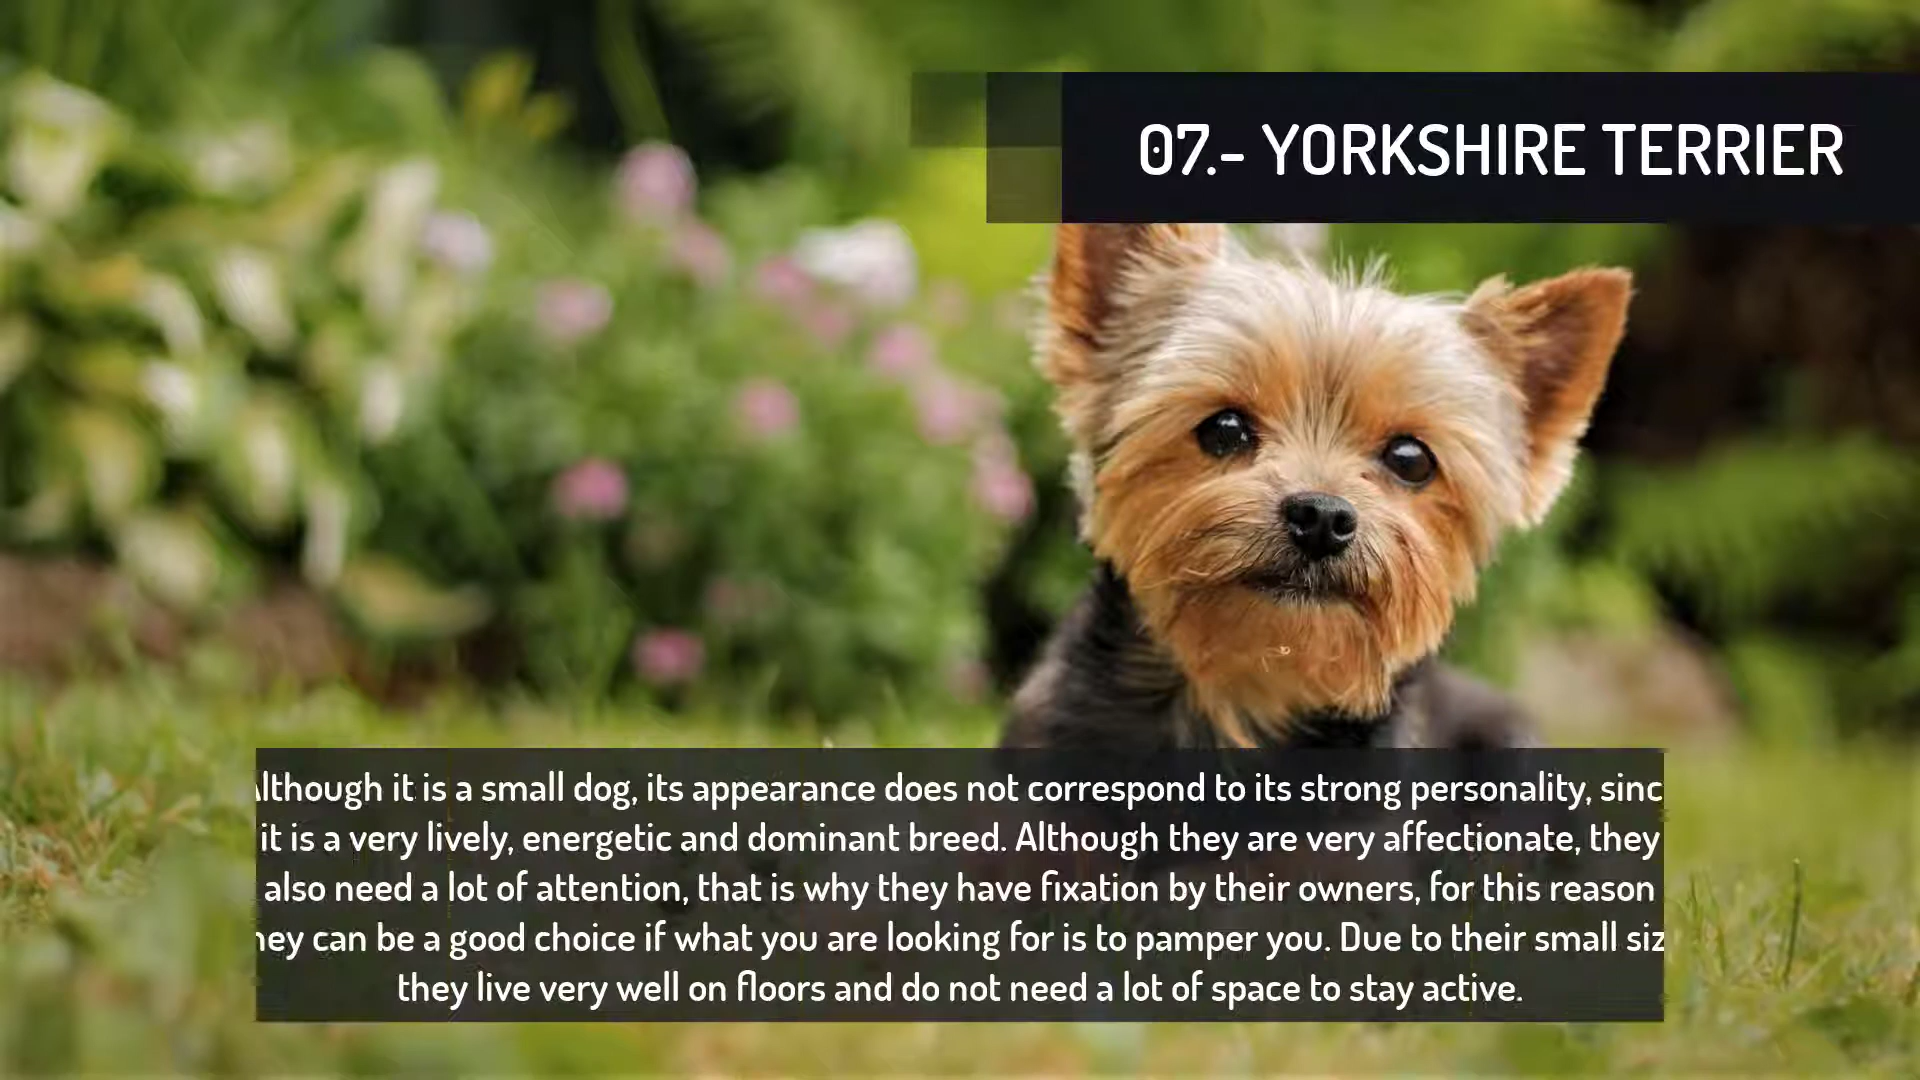 07.- YORKSHIRE TERRIER
lthough it is a small dog, its appearance does not correspond to its strong personality, sinc
it is a very lively, energetic and dominant breed. Although they are very affectionate, they
also need a lot of attention, that is why they have fixation by their owners, for this reason
hey can be a good choice if what you are looking for is to pamper you. Due to their small siz
they live very well on floors and do not need a lot of space to stay active.